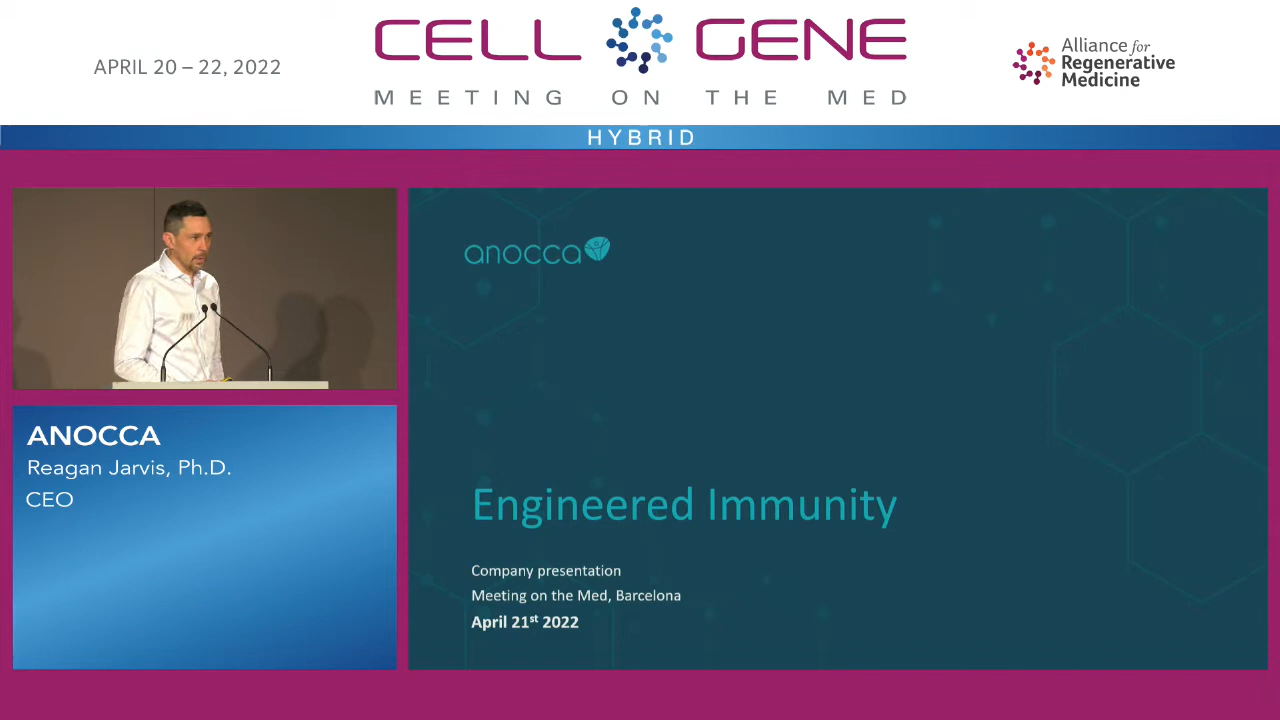 APRIL 20 – 22, 2022
CELL GENE
MEETING ON THE MED
Alliance for
Regenerative
Medicine
HYBRID
ANOCCA
Reagan Jarvis, Ph.D.
CEO
anocca
Engineered Immunity
Company presentation
Meeting on the Med, Barcelona
April 21st 2022